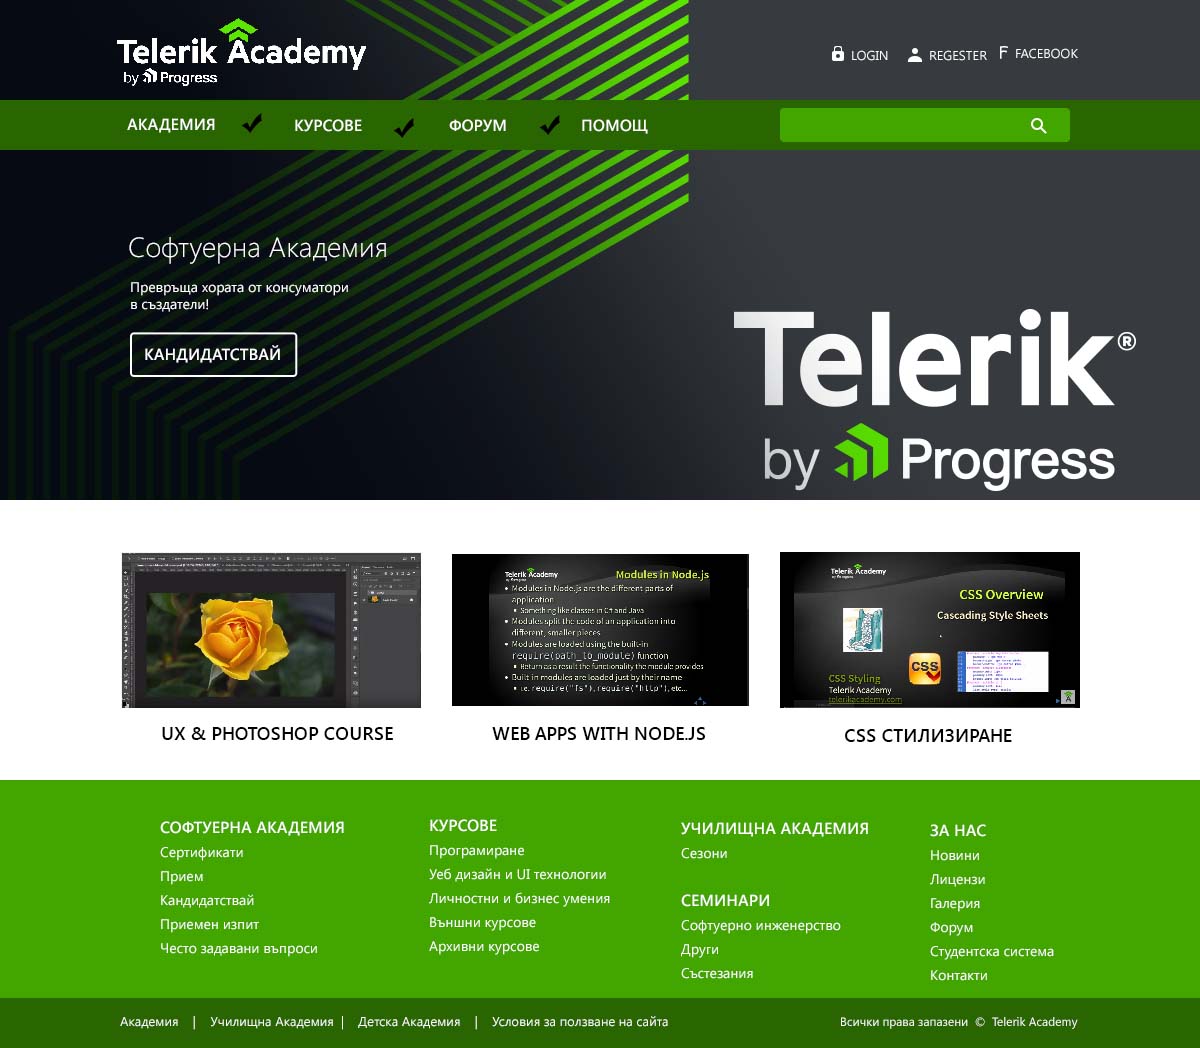 Telerik Academy
by Progress
LOGIN
REGESTER
FACEBOOK
АКАДЕМИЯ
КУРСОВЕ
ФОРУМ
ПОМОЩ
Софтуерна Академия
Превръща хората от консуматори
в създатели!
КАНДИДАТСТВАЙ
Telerik®
by Progress
Telerik Academy
Modules in Node.js
Modules in Node.js are the different parts of
application
Something like classes in C# and Java
Modules split the code of an application into
different, smaller pieces
Modules are loaded using the built-in
require(path_to_module) function
Return as a result the functionality the module provides
Built-in modules are loaded just by their name
i.e. require("fs"), require("http"), etc...
Telerik Academy
CSS Overview
Cascading Style Sheets
CSS
CSS Styling
Telerik Academy
telerikacademy.com
UX & PHOTOSHOP COURSE
WEB APPS WITH NODE.JS
CSS СТИЛИЗИРАНЕ
СОФТУЕРНА АКАДЕМИЯ
Сертификати
Прием
Кандидатствай
Приемен изпит
Често задавани въпроси
КУРСОВЕ
Програмиране
Уеб дизайн и UI технологии
Личностни и бизнес умения
Външни курсове
Архивни курсове
УЧИЛИЩНА АКАДЕМИЯ
Сезони
СЕМИНАРИ
Софтуерно инженерство
Други
Състезания
ЗА НАС
Новини
Лицензи
Галерия
Форум
Студентска система
Контакти
Академия | Училищна Академия | Детска Академия | Условия за ползване на сайта
Всички права запазени © Telerik Academy